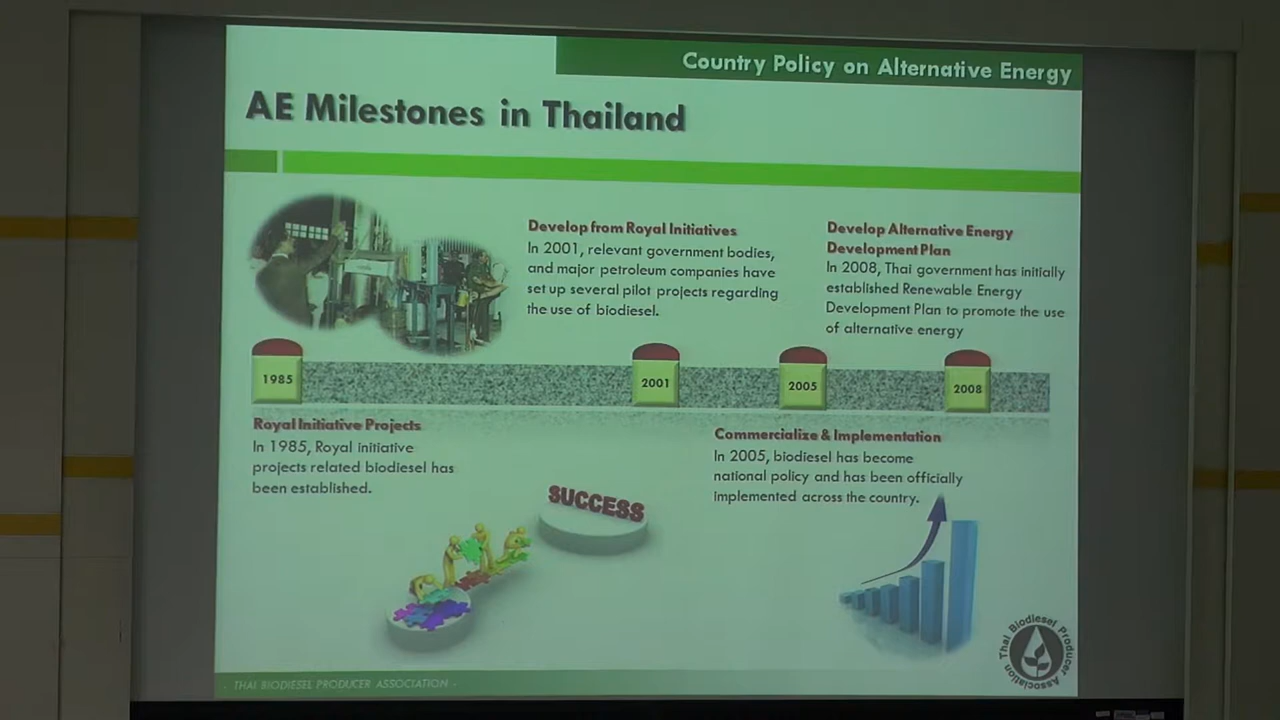 Country Policy on Alternative Energy
AE Milestones in Thailand
Develop from Royal Initiatives
In 2001, relevant government bodies,
and major petroleum companies have
set up several pilot projects regarding
the use of biodiesel.
Develop Alternative Energy
Development Plan
In 2008, Thai government has initially
established Renewable Energy
Development Plan to promote the use
of alternative energy
1985
2001
2005
2008
Royal Initiative Projects
In 1985, Royal initiative
projects related biodiesel has
been established.
Commercialize & Implementation
In 2005, biodiesel has become
national policy and has been officially
implemented across the country.
SUCCESS
Thai Biodiesel Producer Association
- THAI BIODIESEL PRODUCER ASSOCIATION -